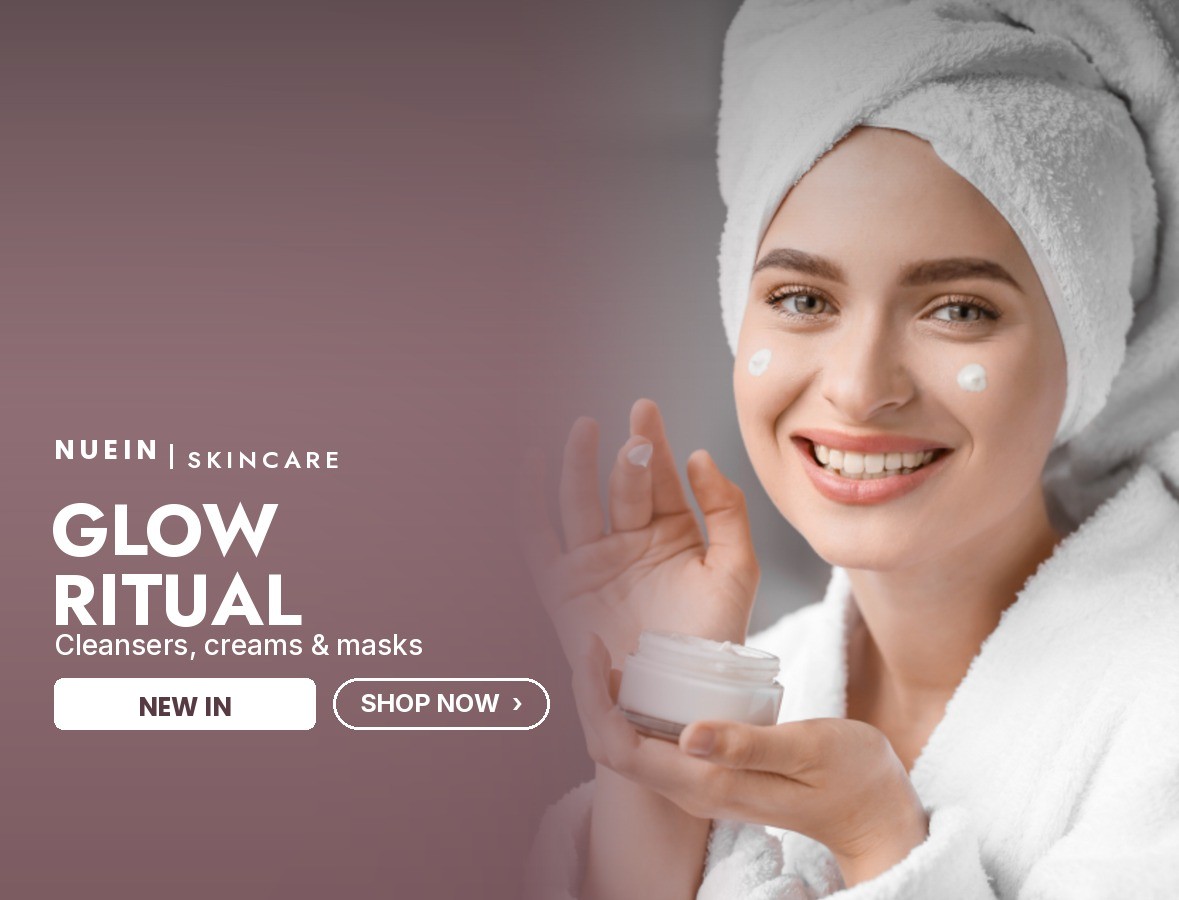 NUEIN | SKINCARE
GLOW
RITUAL
Cleansers, creams & masks
NEW IN
SHOP NOW ›